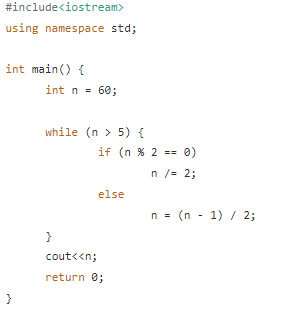 #include<iostream>
using namespace std;
int main() {
int n = 60;
while (n > 5) {
if (n % 2 == 0)
n /= 2;
else
n = (n - 1) / 2;
}
cout<<n;
return 0;
}